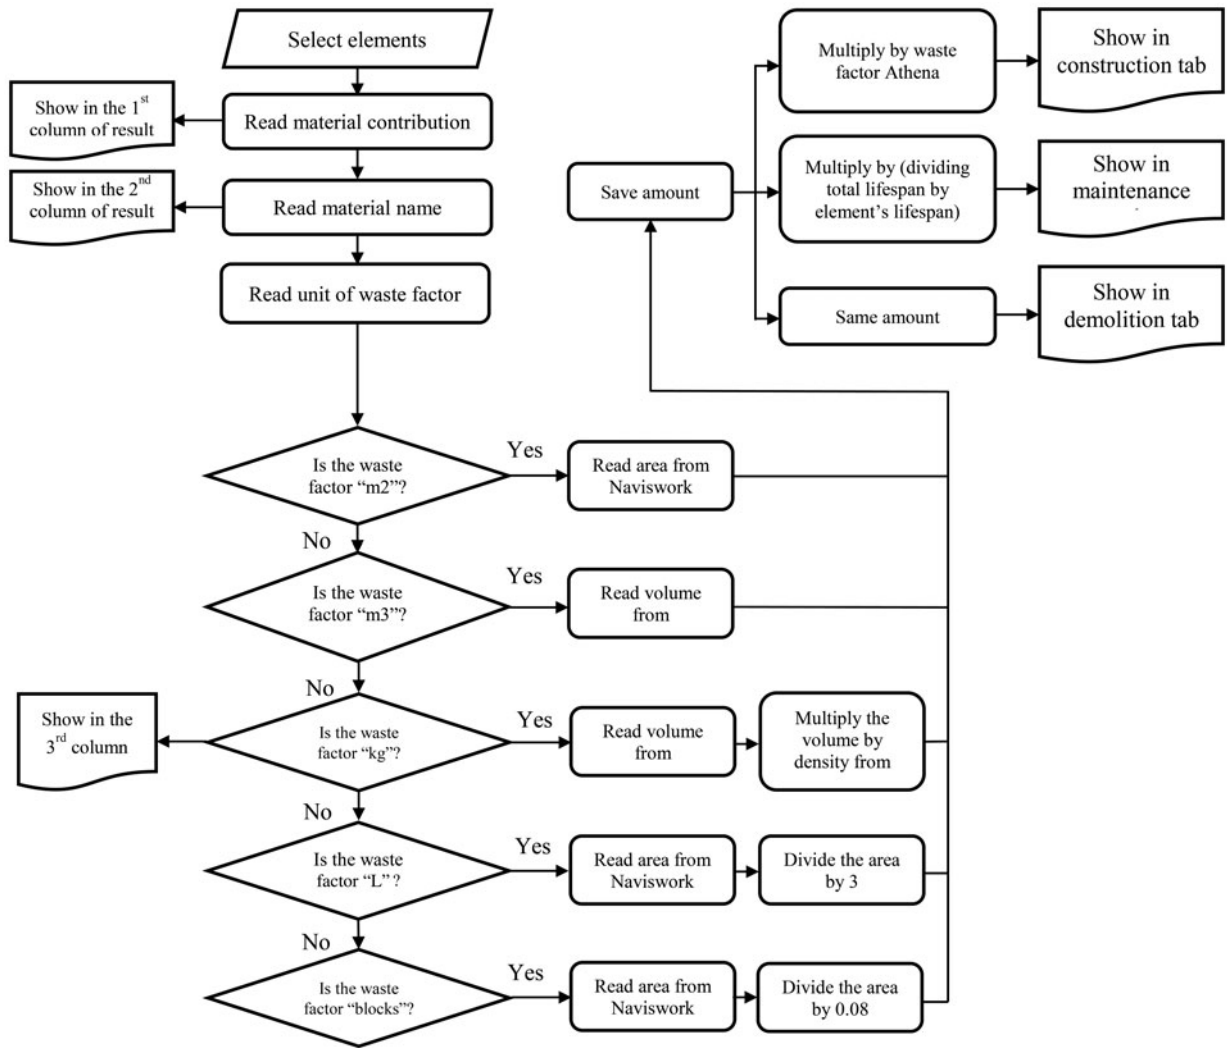 Select elements
Show in the 1st
column of result
Read material contribution
Show in the 2nd
column of result
Read material name
Read unit of waste factor
Is the waste
factor “m2”?
Yes
Read area from
Naviswork
No
Is the waste
factor “m3”?
Yes
Read volume
from
No
Show in the
3rd column
Is the waste
factor “kg”?
Yes
Read volume
from
Multiply the
volume by
density from
No
Is the waste
factor “L” ?
Yes
Read area from
Naviswork
Divide the area
by 3
No
Is the waste
factor “blocks”?
Yes
Read area from
Naviswork
Divide the area
by 0.08
Save amount
Multiply by waste
factor Athena
Show in
construction tab
Multiply by (dividing
total lifespan by
element’s lifespan)
Show in
maintenance
Same amount
Show in
demolition tab